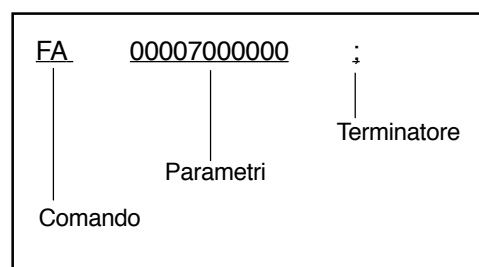 FA 00007000000 ;
Terminatore
Parametri
Comando